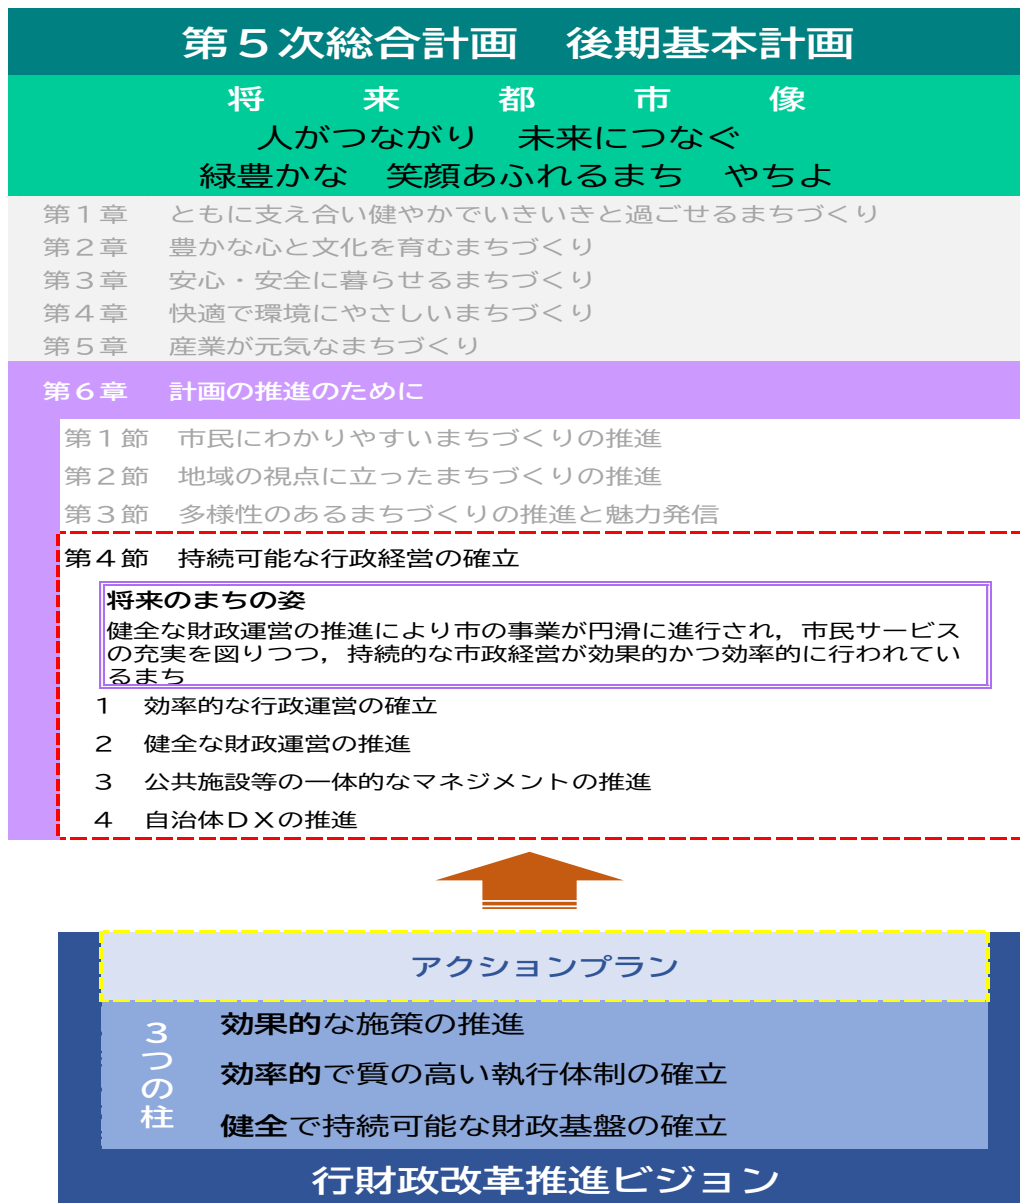 第５次総合計画　後期基本計画
将　来　都　市　像
人がつながり　未来につなぐ
緑豊かな　笑顔あふれるまち　やちよ
第１章　ともに支え合い健やかでいきいきと過ごせるまちづくり
第２章　豊かな心と文化を育むまちづくり
第３章　安心・安全に暮らせるまちづくり
第４章　快適で環境にやさしいまちづくり
第５章　産業が元気なまちづくり
第６章　計画の推進のために
第１節　市民にわかりやすいまちづくりの推進
第２節　地域の視点に立ったまちづくりの推進
第３節　多様性のあるまちづくりの推進と魅力発信
第４節　持続可能な行政経営の確立
将来のまちの姿
健全な財政運営の推進により市の事業が円滑に進行され，市民サービス
の充実を図りつつ，持続的な市政経営が効果的かつ効率的に行われてい
るまち
１　効率的な行政運営の確立
２　健全な財政運営の推進
３　公共施設等の一体的なマネジメントの推進
４　自治体ＤＸの推進
アクションプラン
３つの柱
効果的な施策の推進
効率的で質の高い執行体制の確立
健全で持続可能な財政基盤の確立
行財政改革推進ビジョン